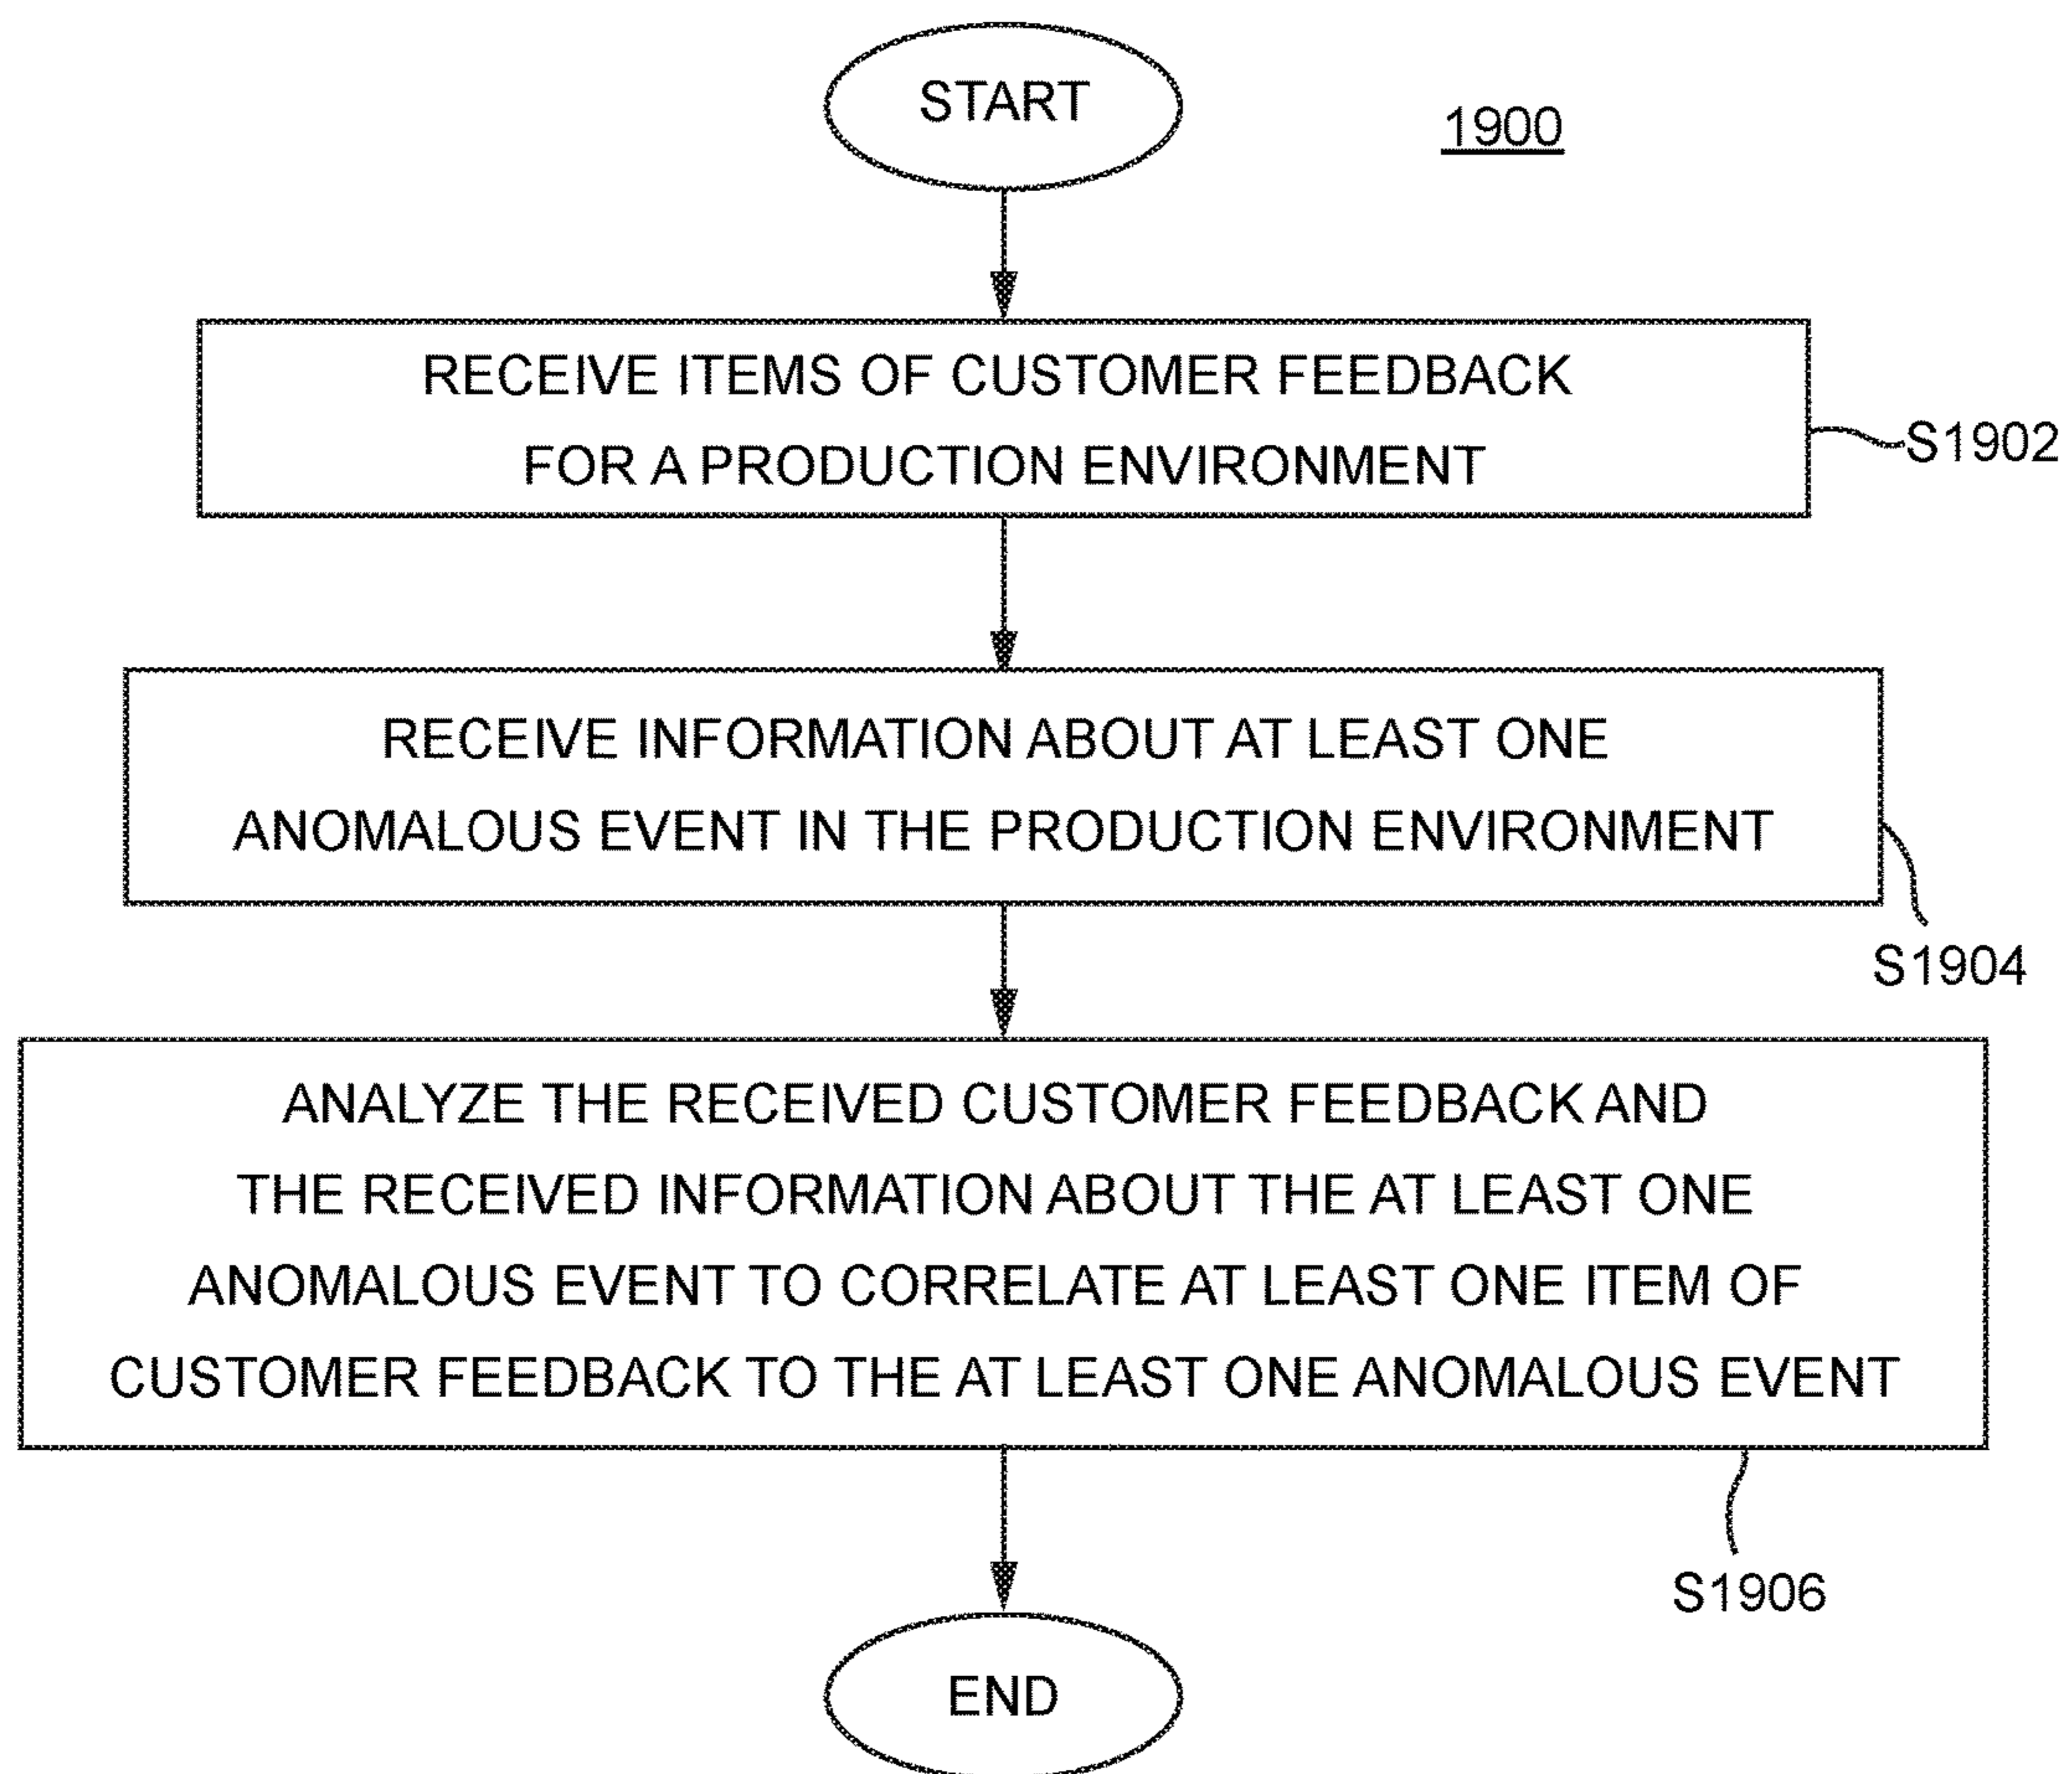 START
1900
RECEIVE ITEMS OF CUSTOMER FEEDBACK
FOR A PRODUCTION ENVIRONMENT
S1902
RECEIVE INFORMATION ABOUT AT LEAST ONE
ANOMALOUS EVENT IN THE PRODUCTION ENVIRONMENT
S1904
ANALYZE THE RECEIVED CUSTOMER FEEDBACK AND
THE RECEIVED INFORMATION ABOUT THE AT LEAST ONE
ANOMALOUS EVENT TO CORRELATE AT LEAST ONE ITEM OF
CUSTOMER FEEDBACK TO THE AT LEAST ONE ANOMALOUS EVENT
S1906
END